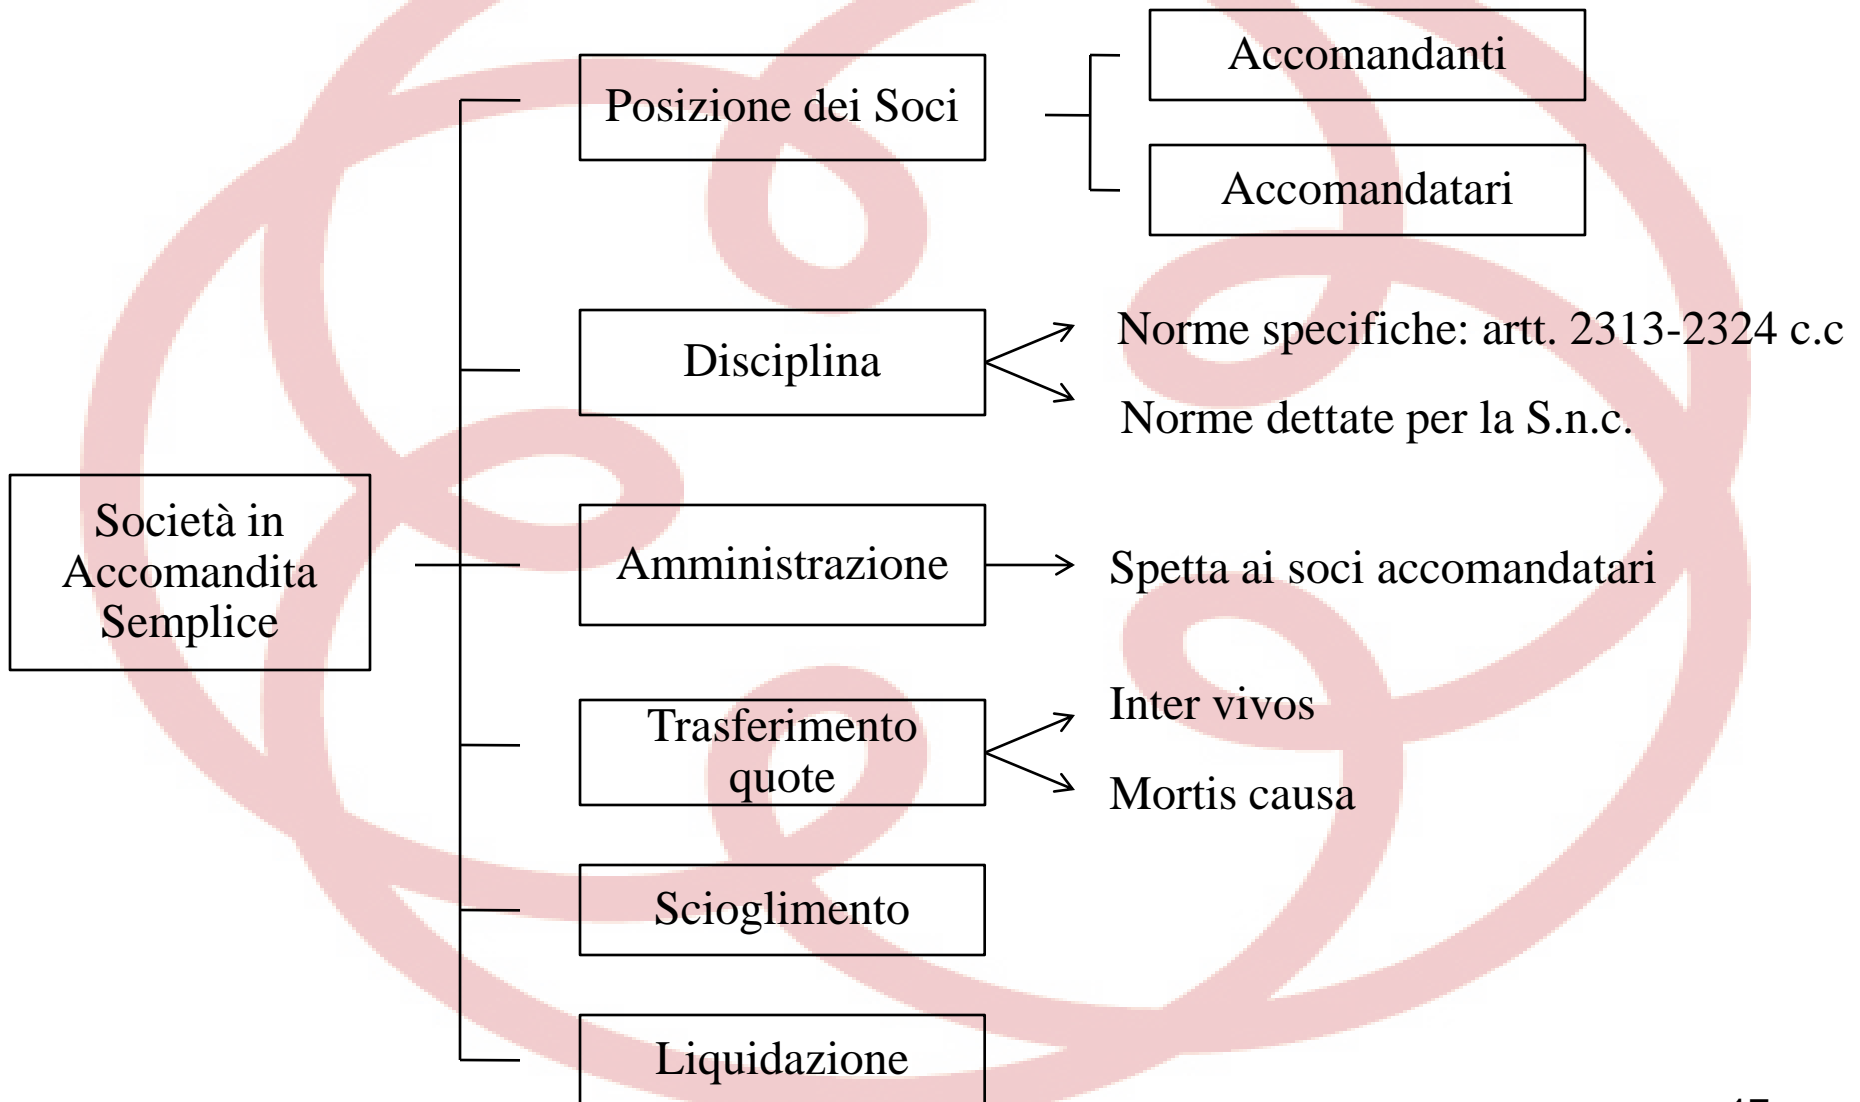 Accomandanti
Posizione dei Soci
Accomandatari
Norme specifiche: artt. 2313-2324 c.c
Disciplina
Norme dettate per la S.n.c.
Società in
Accomandita
Semplice
Amministrazione
Spetta ai soci accomandatari
Trasferimento
quote
Inter vivos
Mortis causa
Scioglimento
Liquidazione